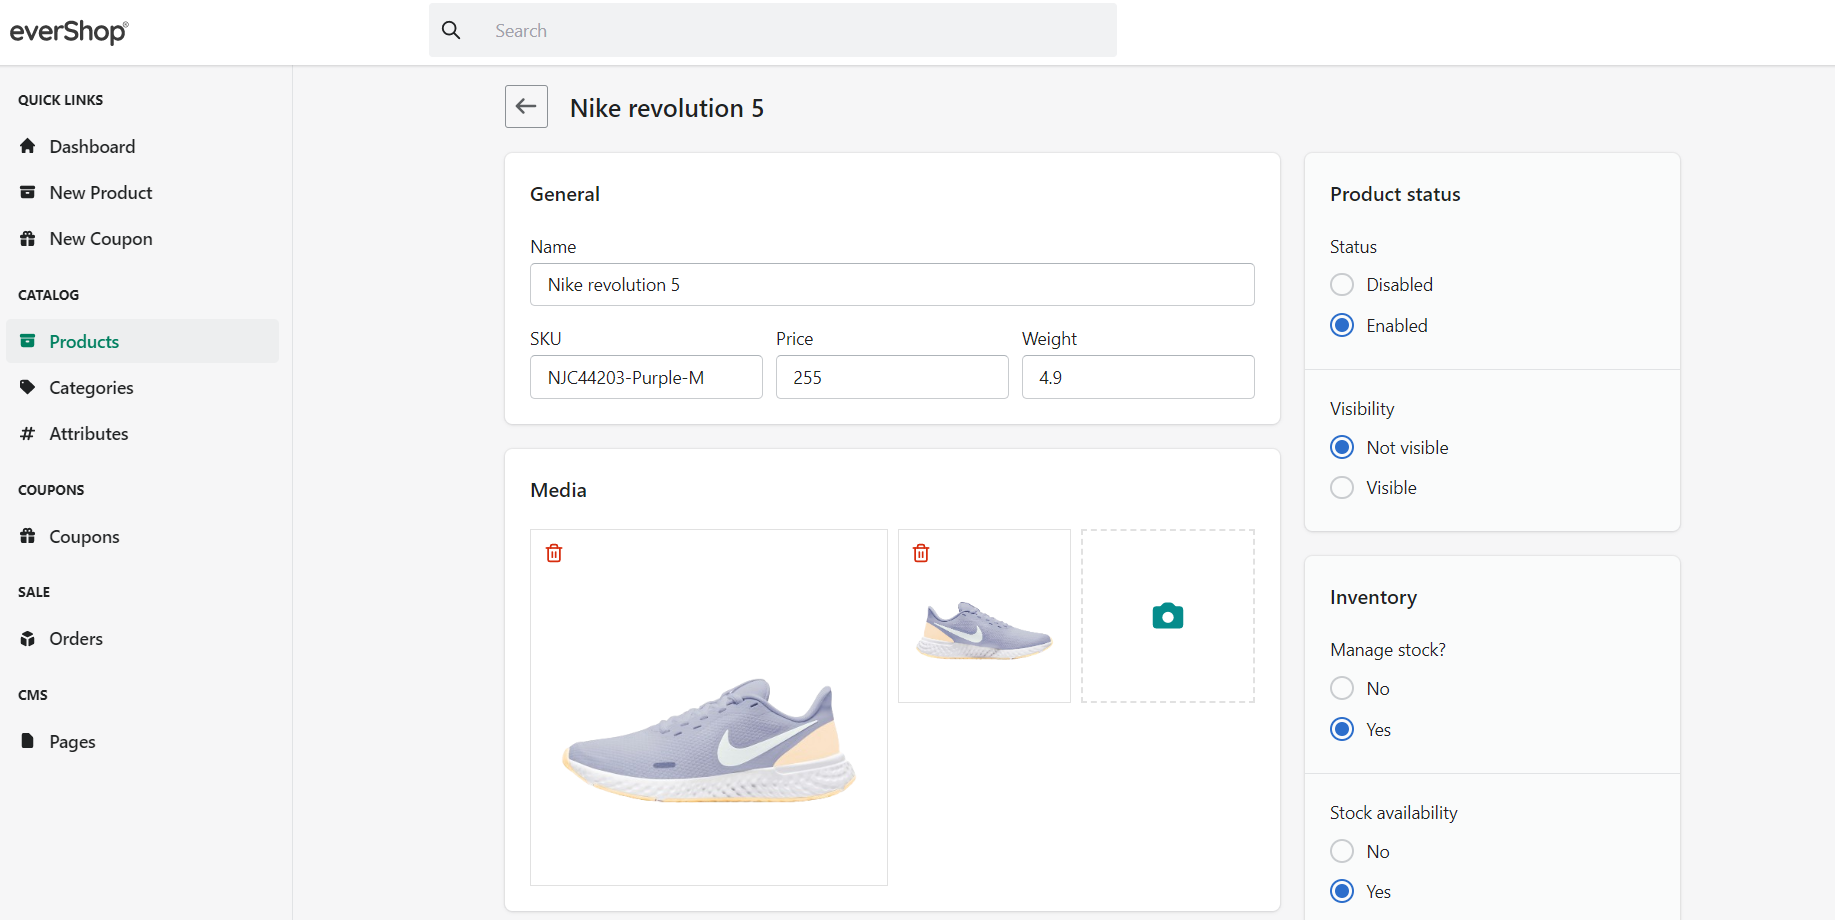 everShop®
Search
QUICK LINKS
Dashboard
New Product
New Coupon
CATALOG
Products
Categories
Attributes
COUPONS
Coupons
SALE
Orders
CMS
Pages
Nike revolution 5
General
Name
Nike revolution 5
SKU Price Weight
NJC44203-Purple-M 255 4.9
Media
Product status
Status
Disabled
Enabled
Visibility
Not visible
Visible
Inventory
Manage stock?
No
Yes
Stock availability
No
Yes